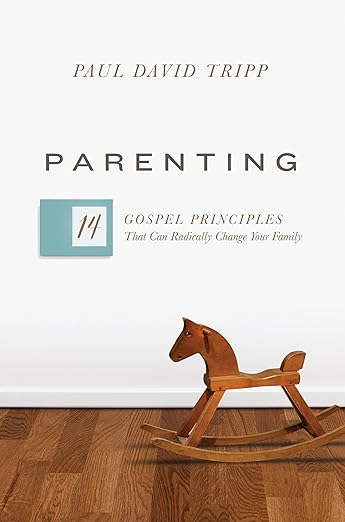 PAUL DAVID TRIPP
PARENTING
14
GOSPEL PRINCIPLES
That Can Radically Change Your Family